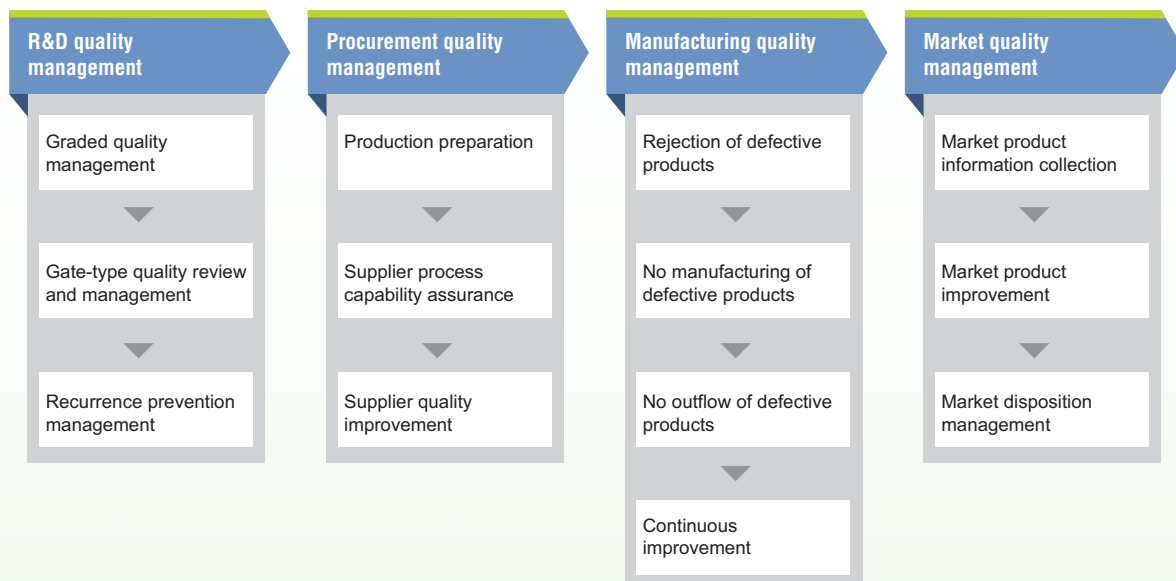 R&D quality
management
Graded quality
management
Gate-type quality review
and management
Recurrence prevention
management
Procurement quality
management
Production preparation
Supplier process
capability assurance
Supplier quality
improvement
Manufacturing quality
management
Rejection of defective
products
No manufacturing of
defective products
No outflow of defective
products
Continuous
improvement
Market quality
management
Market product
information collection
Market product
improvement
Market disposition
management